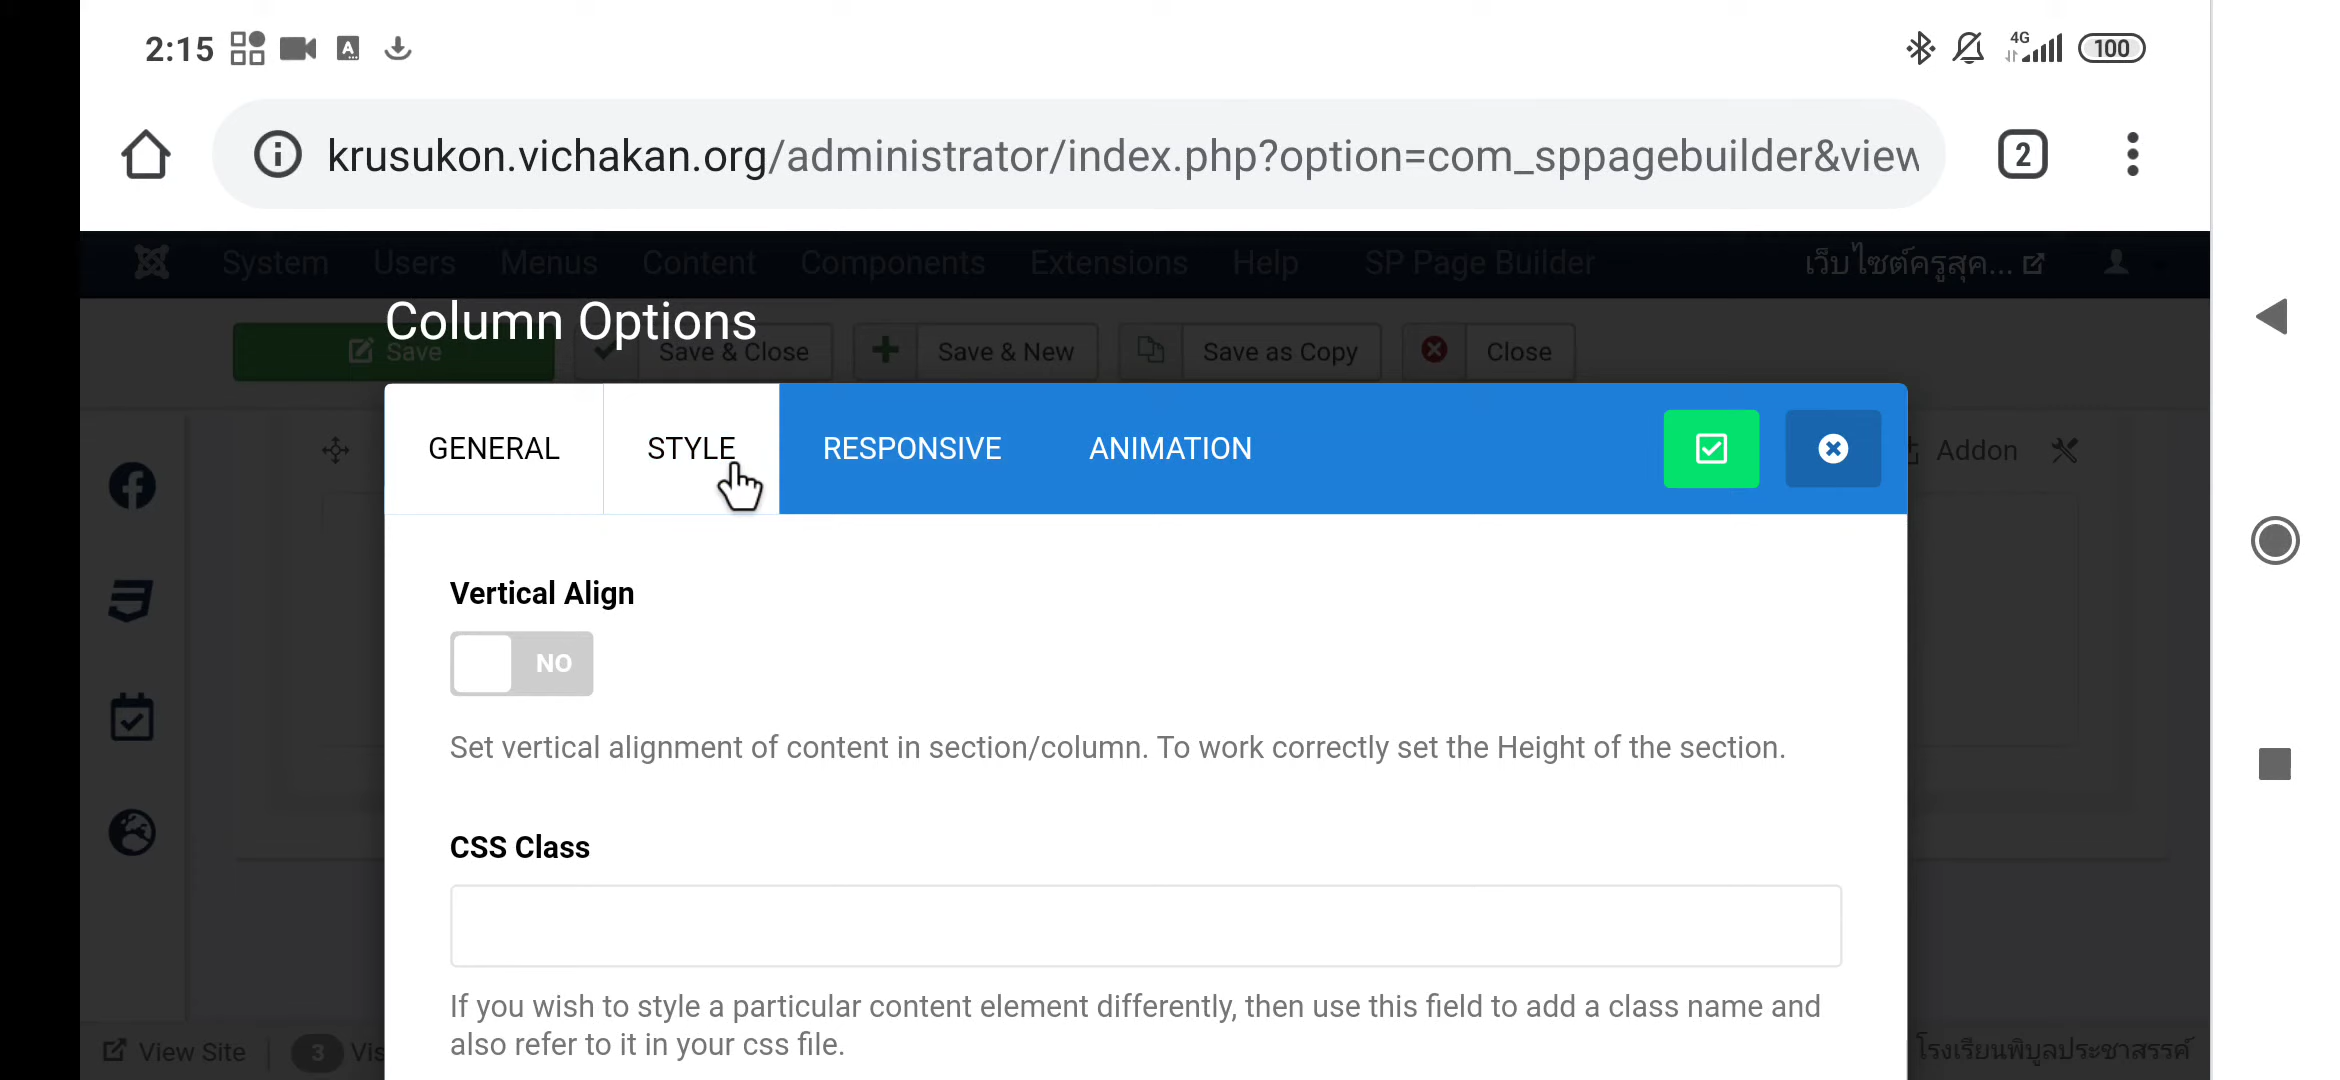 2:15
A
4G
100
krusukon.vichakan.org/administrator/index.php?option=com_sppagebuilder&view
2
System Users Menus Content Components Extensions Help SP Page Builder เว็บไซต์ครูสุค...
Column Options
Save Save & Close Save & New Save as Copy Close
GENERAL STYLE RESPONSIVE ANIMATION
Addon
Vertical Align
NO
Set vertical alignment of content in section/column. To work correctly set the Height of the section.
CSS Class
If you wish to style a particular content element differently, then use this field to add a class name and
also refer to it in your css file.
View Site 3 Vis
โรงเรียนพิบูลประชาสรรค์